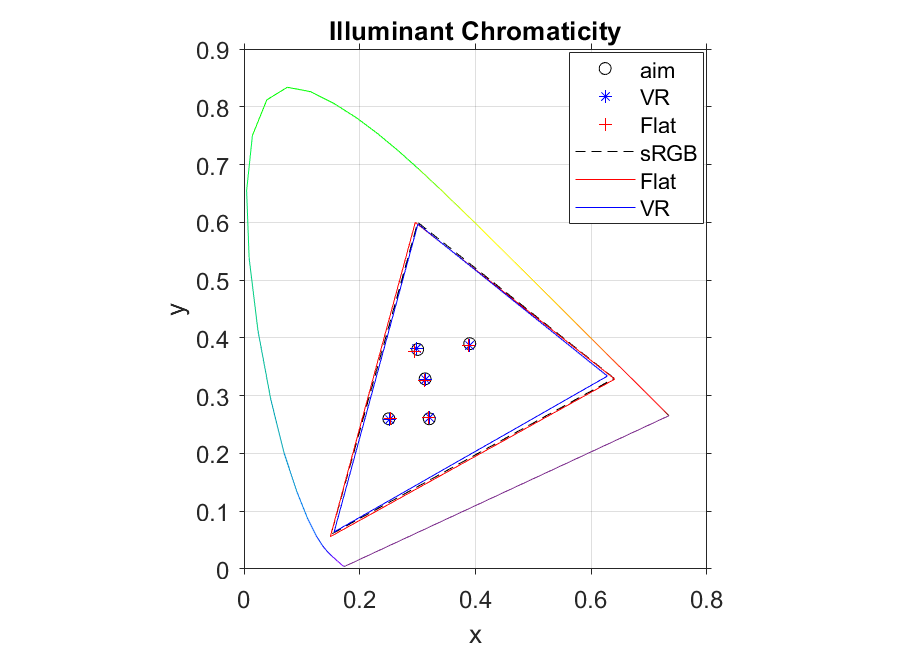 Illuminant Chromaticity
0.9
0.8
0.7
0.6
0.5
0.4
0.3
0.2
0.1
0
y
0
0.2
0.4
0.6
0.8
x
aim
VR
Flat
sRGB
Flat
VR